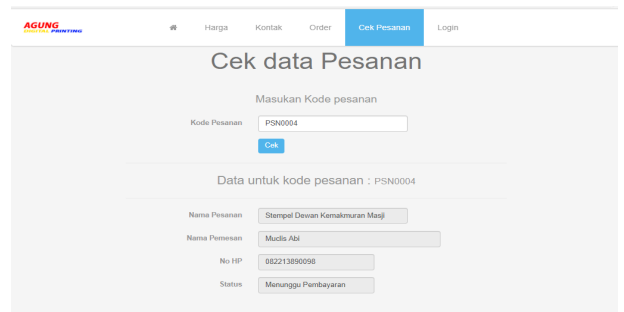 AGUNG
DIGITAL PRINTING
Harga Kontak Order Cek Pesanan Login
Cek data Pesanan
Masukan Kode pesanan
Kode Pesanan PSN0004
Cek
Data untuk kode pesanan : PSN0004
Nama Pesanan Stempel Dewan Kemakmuran Masji
Nama Pemesan Muclis Abi
No HP 082213890098
Status Menunggu Pembayaran